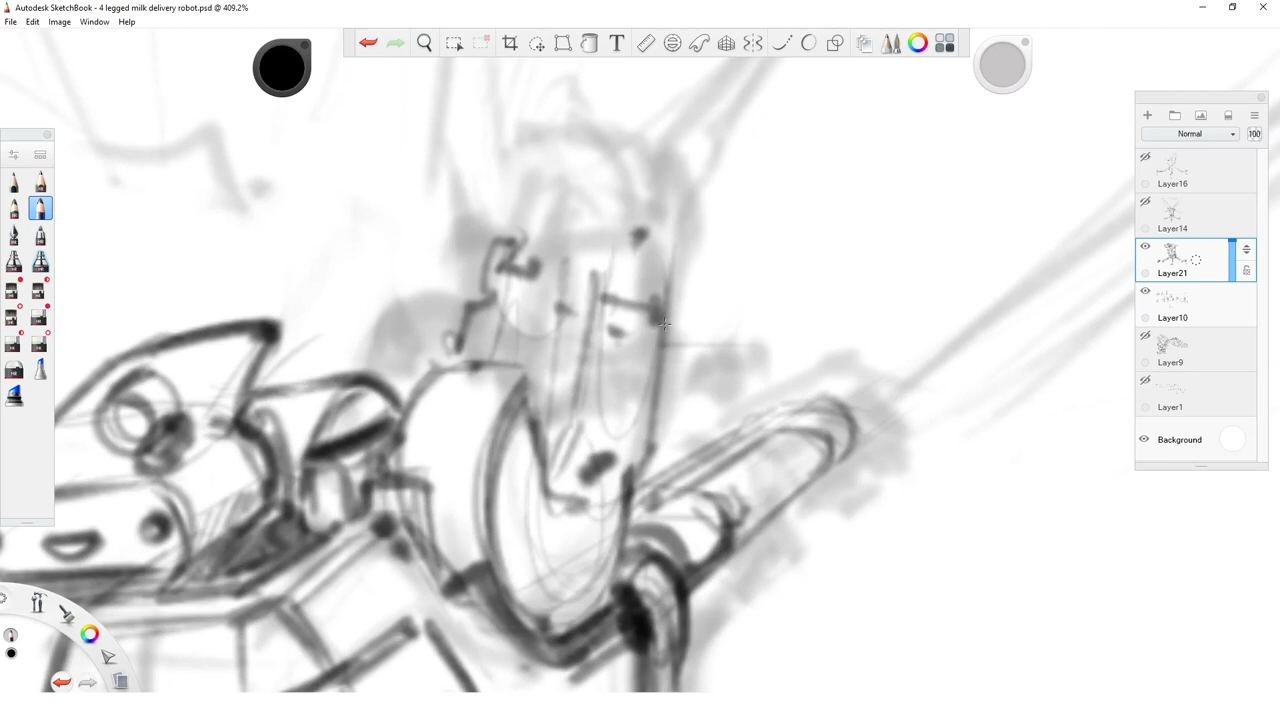 Autodesk SketchBook - 4 legged milk delivery robot.psd @ 409.2%
File Edit Image Window Help
Normal
100
Layer16
Layer14
Layer21
Layer10
Layer9
Layer1
Background